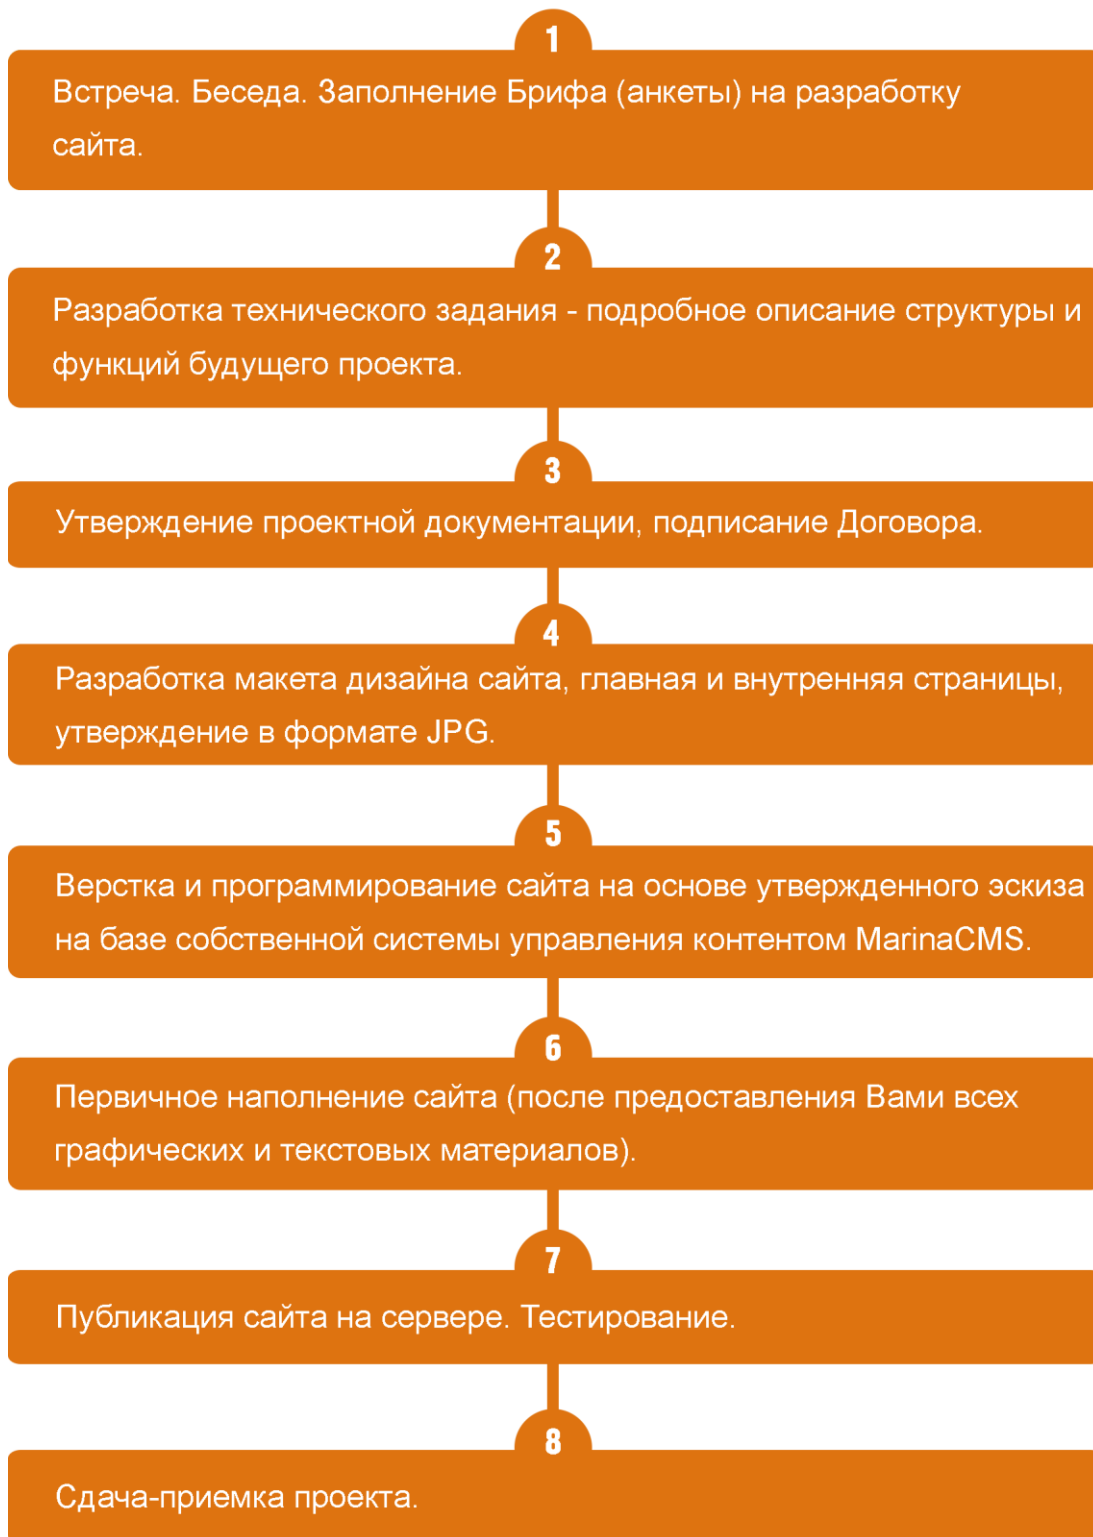 1
Встреча. Беседа. Заполнение Брифа (анкеты) на разработку
сайта.
2
Разработка технического задания - подробное описание структуры и
функций будущего проекта.
3
Утверждение проектной документации, подписание Договора.
4
Разработка макета дизайна сайта, главная и внутренняя страницы,
утверждение в формате JPG.
5
Верстка и программирование сайта на основе утвержденного эскиза
на базе собственной системы управления контентом MarinaCMS.
6
Первичное наполнение сайта (после предоставления Вами всех
графических и текстовых материалов).
7
Публикация сайта на сервере. Тестирование.
8
Сдача-приемка проекта.